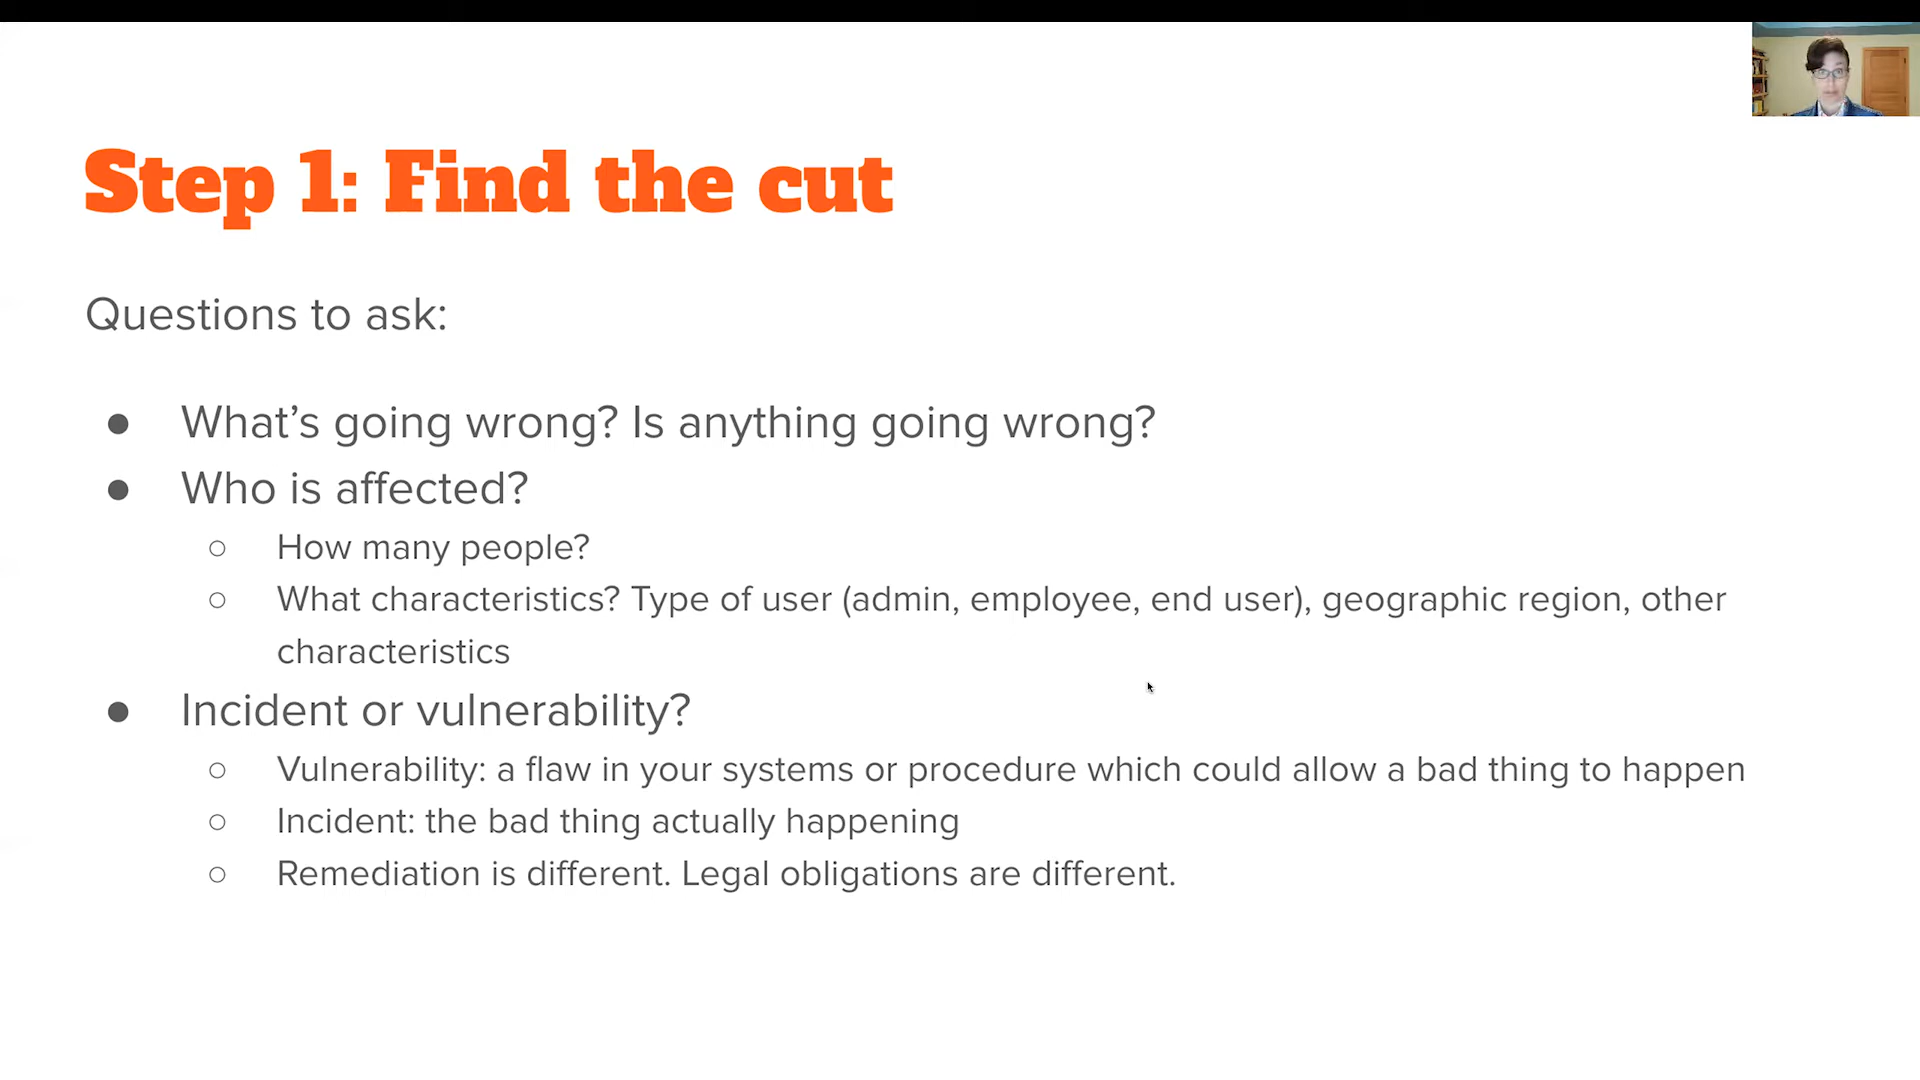 Step 1: Find the cut
Questions to ask:
● What’s going wrong? Is anything going wrong?
● Who is affected?
○ How many people?
○ What characteristics? Type of user (admin, employee, end user), geographic region, other
characteristics
● Incident or vulnerability?
○ Vulnerability: a flaw in your systems or procedure which could allow a bad thing to happen
○ Incident: the bad thing actually happening
○ Remediation is different. Legal obligations are different.